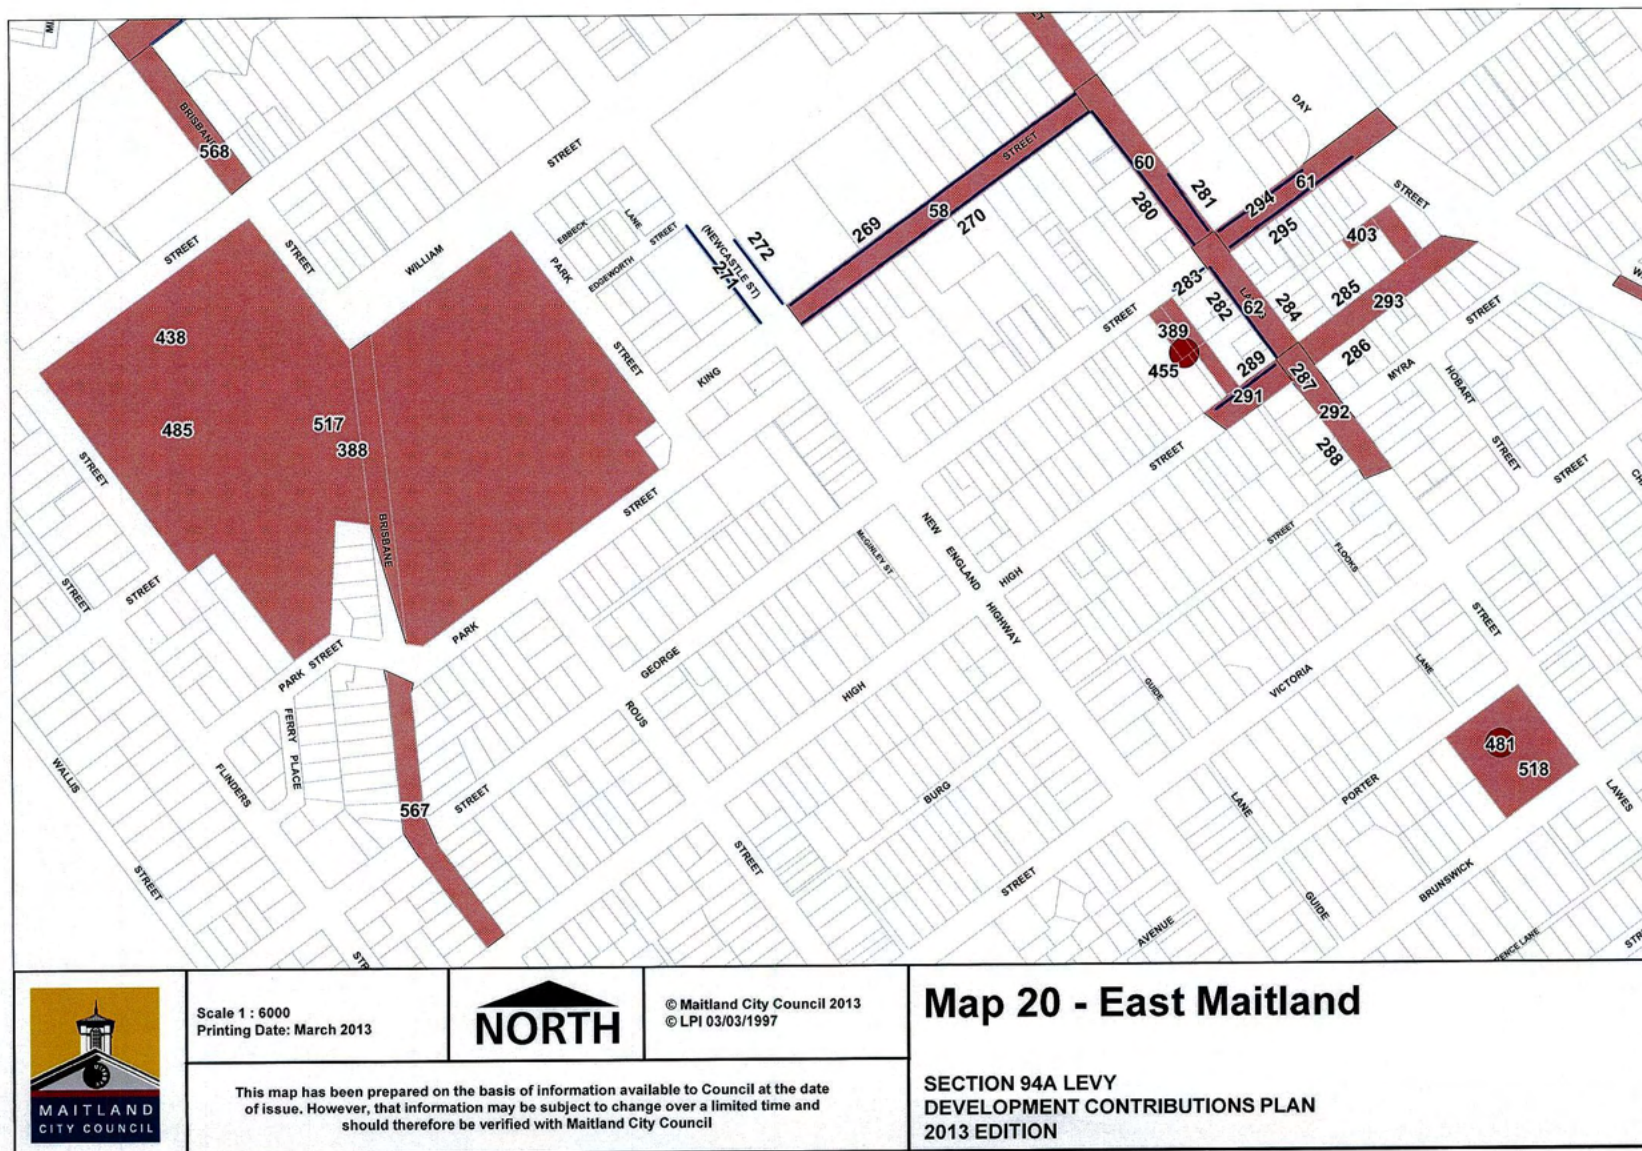 STREET
BRISBANE
568
STREET
STREET
STREET
WILLIAM
EBBECK
LANE
STREET
EDGEWORTH
PARK
STREET
KING
(NEWCASTLE ST)
271
272
269
58
STREET
270
60
280
281
DAY
294
61
295
STREET
403
283
282
62
284
285
293
STREET
286
MYRA
HOBART
STREET
STREET
389
455
289
291
287
292
288
STREET
438
485
517
388
BRISBANE
STREET
STREET
STREET
STREET
PARK
PARK STREET
FERRY PLACE
FLINDERS
WALLIS
STREET
567
STREET
GEORGE
ROUS
STREET
HIGH
McGINLEY ST
NEW ENGLAND HIGHWAY
HIGH
STREET
FLOOKS
STREET
STREET
VICTORIA
GUIDE
LANE
LANE
BURG
STREET
AVENUE
PORTER
GUIDE
BRUNSWICK
LAWES
481
518
MAITLAND
CITY COUNCIL
Scale 1 : 6000
Printing Date: March 2013
NORTH
© Maitland City Council 2013
© LPI 03/03/1997
This map has been prepared on the basis of information available to Council at the date
of issue. However, that information may be subject to change over a limited time and
should therefore be verified with Maitland City Council
Map 20 - East Maitland
SECTION 94A LEVY
DEVELOPMENT CONTRIBUTIONS PLAN
2013 EDITION